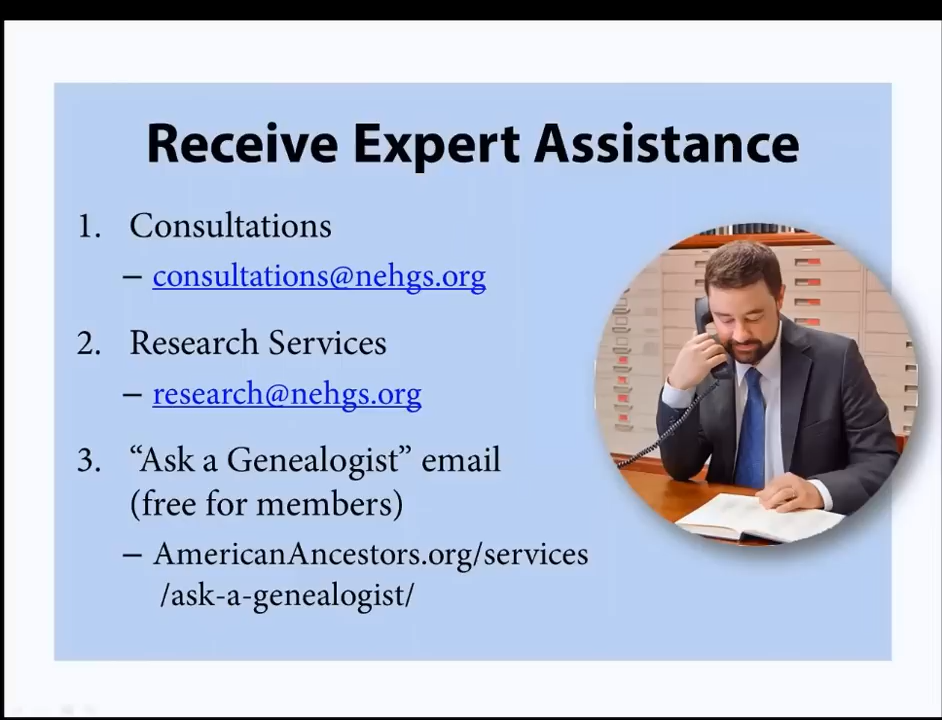 Receive Expert Assistance
1. Consultations
– consultations@nehgs.org
2. Research Services
– research@nehgs.org
3. “Ask a Genealogist” email
(free for members)
– AmericanAncestors.org/services
/ask-a-genealogist/